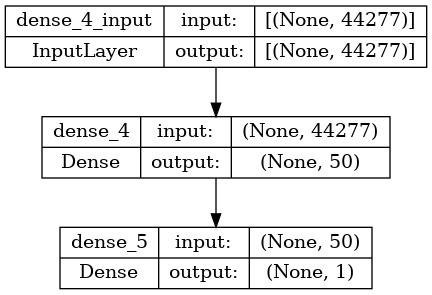 dense_4_input input: [(None, 44277)]
InputLayer output: [(None, 44277)]
dense_4 input: (None, 44277)
Dense output: (None, 50)
dense_5 input: (None, 50)
Dense output: (None, 1)